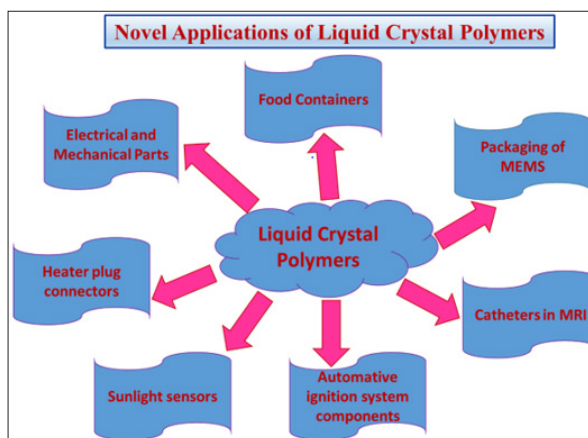 Novel Applications of Liquid Crystal Polymers
Food Containers
Electrical and
Mechanical Parts
Packaging of
MEMS
Liquid Crystal
Polymers
Heater plug
connectors
Catheters in MRI
Sunlight sensors
Automative
ignition system
components